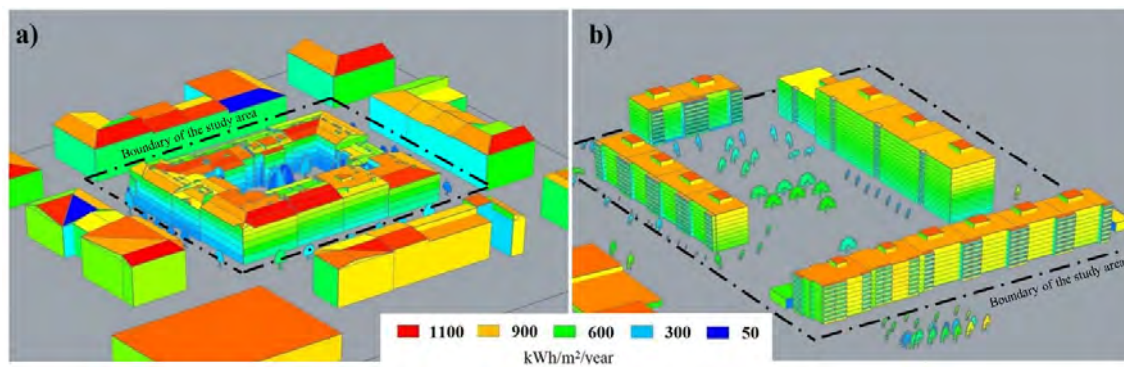 a)
b)
Boundary of the study area
Boundary of the study area
1100 900 600 300 50
kWh/m²/year